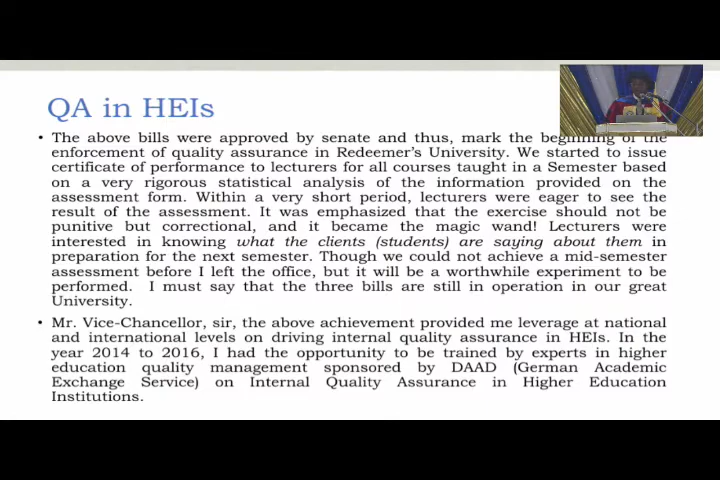 QA in HEIs
• The above bills were approved by senate and thus, mark the beginning of the
enforcement of quality assurance in Redeemer's University. We started to issue
certificate of performance to lecturers for all courses taught in a Semester based
on a very rigorous statistical analysis of the information provided on the
assessment form. Within a very short period, lecturers were eager to see the
result of the assessment. It was emphasized that the exercise should not be
punitive but correctional, and it became the magic wand! Lecturers were
interested in knowing what the clients (students) are saying about them in
preparation for the next semester. Though we could not achieve a mid-semester
assessment before I left the office, but it will be a worthwhile experiment to be
performed. I must say that the three bills are still in operation in our great
University.
• Mr. Vice-Chancellor, sir, the above achievement provided me leverage at national
and international levels on driving internal quality assurance in HEIs. In the
year 2014 to 2016, I had the opportunity to be trained by experts in higher
education quality management sponsored by DAAD (German Academic
Exchange Service) on Internal Quality Assurance in Higher Education
Institutions.